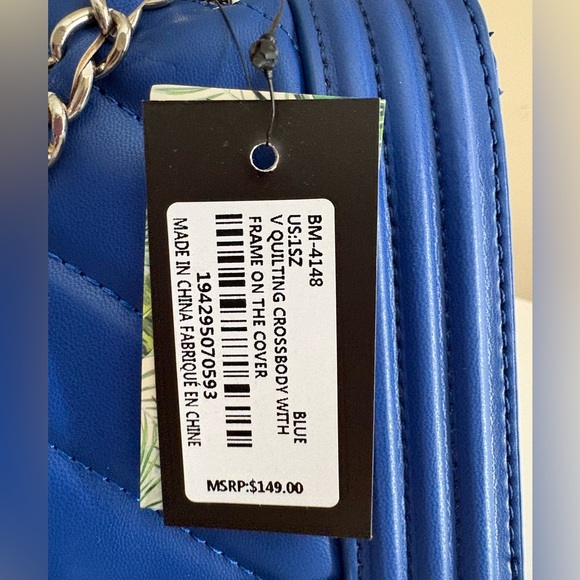 BM-4148
US:1SZ BLUE
V QUILTING CROSSBODY WITH
FRAME ON THE COVER
194295070593
MADE IN CHINA FABRIQUÉ EN CHINE
MSRP:$149.00